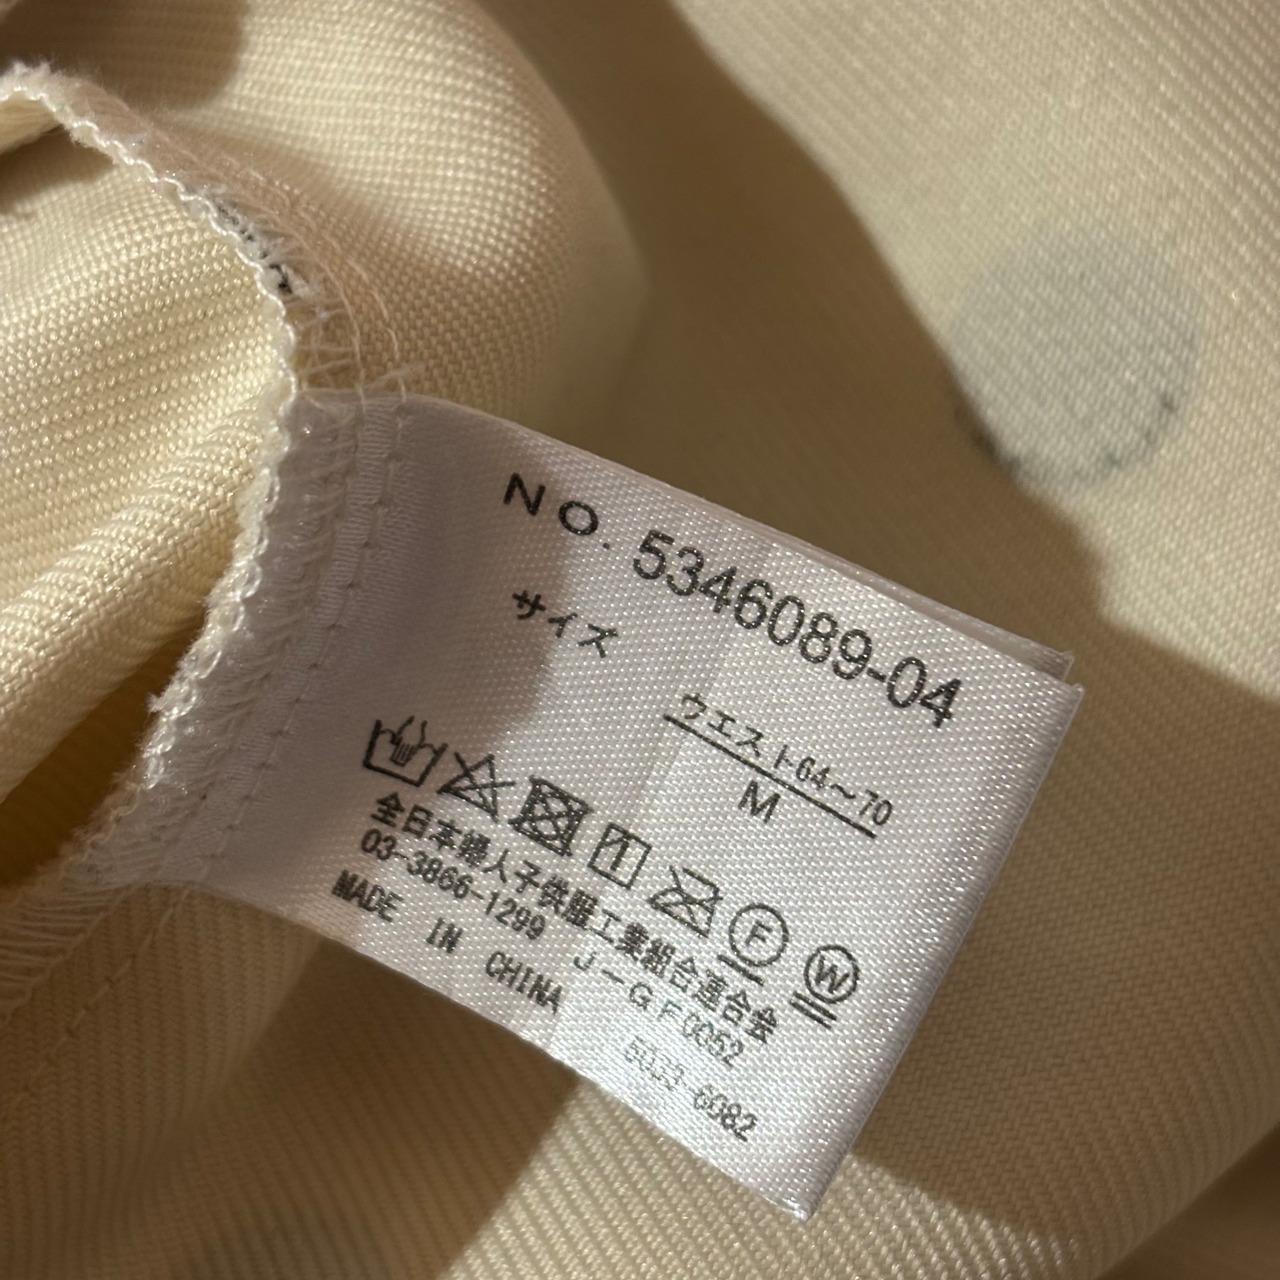 NO. 5346089-04
サイズ
ウエスト64～70
M
F W
全日本婦人子供服工業組合連合会
03-3866-1299 J-GF0052
MADE IN CHINA 5033-6082